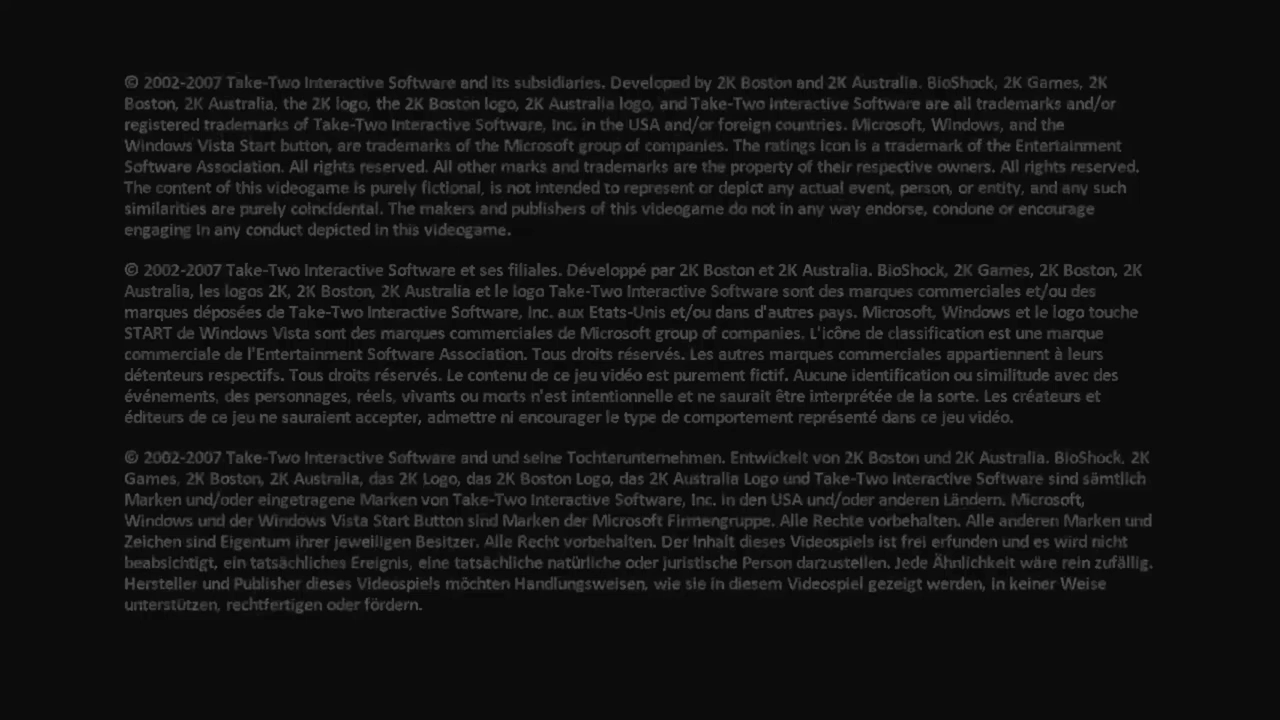 © 2002-2007 Take-Two Interactive Software and its subsidiaries. Developed by 2K Boston and 2K Australia. BioShock, 2K Games, 2K
Boston, 2K Australia, the 2K logo, the 2K Boston logo, 2K Australia logo, and Take-Two Interactive Software are all trademarks and/or
registered trademarks of Take-Two Interactive Software, Inc. in the USA and/or foreign countries. Microsoft, Windows, and the
Windows Vista Start button, are trademarks of the Microsoft group of companies. The ratings icon is a trademark of the Entertainment
Software Association. All rights reserved. All other marks and trademarks are the property of their respective owners. All rights reserved.
The content of this videogame is purely fictional, is not intended to represent or depict any actual event, person, or entity, and any such
similarities are purely coincidental. The makers and publishers of this videogame do not in any way endorse, condone or encourage
engaging in any conduct depicted in this videogame.
© 2002-2007 Take-Two Interactive Software et ses filiales. Développé par 2K Boston et 2K Australia. BioShock, 2K Games, 2K Boston, 2K
Australia, les logos 2K, 2K Boston, 2K Australia et le logo Take-Two Interactive Software sont des marques commerciales et/ou des
marques déposées de Take-Two Interactive Software, Inc. aux Etats-Unis et/ou dans d'autres pays. Microsoft, Windows et le logo touche
START de Windows Vista sont des marques commerciales de Microsoft group of companies. L'icône de classification est une marque
commerciale de l'Entertainment Software Association. Tous droits réservés. Les autres marques commerciales appartiennent à leurs
détenteurs respectifs. Tous droits réservés. Le contenu de ce jeu vidéo est purement fictif. Aucune identification ou similitude avec des
événements, des personnages, réels, vivants ou morts n'est intentionnelle et ne saurait être interprétée de la sorte. Les créateurs et
éditeurs de ce jeu ne sauraient accepter, admettre ni encourager le type de comportement représenté dans ce jeu vidéo.
© 2002-2007 Take-Two Interactive Software and und seine Tochterunternehmen. Entwickelt von 2K Boston und 2K Australia. BioShock, 2K
Games, 2K Boston, 2K Australia, das 2K Logo, das 2K Boston Logo, das 2K Australia Logo und Take-Two Interactive Software sind sämtlich
Marken und/oder eingetragene Marken von Take-Two Interactive Software, Inc. in den USA und/oder anderen Ländern. Microsoft,
Windows und der Windows Vista Start Button sind Marken der Microsoft Firmengruppe. Alle Rechte vorbehalten. Alle anderen Marken und
Zeichen sind Eigentum ihrer jeweiligen Besitzer. Alle Recht vorbehalten. Der Inhalt dieses Videospiels ist frei erfunden und es wird nicht
beabsichtigt, ein tatsächliches Ereignis, eine tatsächliche natürliche oder juristische Person darzustellen. Jede Ähnlichkeit wäre rein zufällig.
Hersteller und Publisher dieses Videospiels möchten Handlungsweisen, wie sie in diesem Videospiel gezeigt werden, in keiner Weise
unterstützen, rechtfertigen oder fördern.